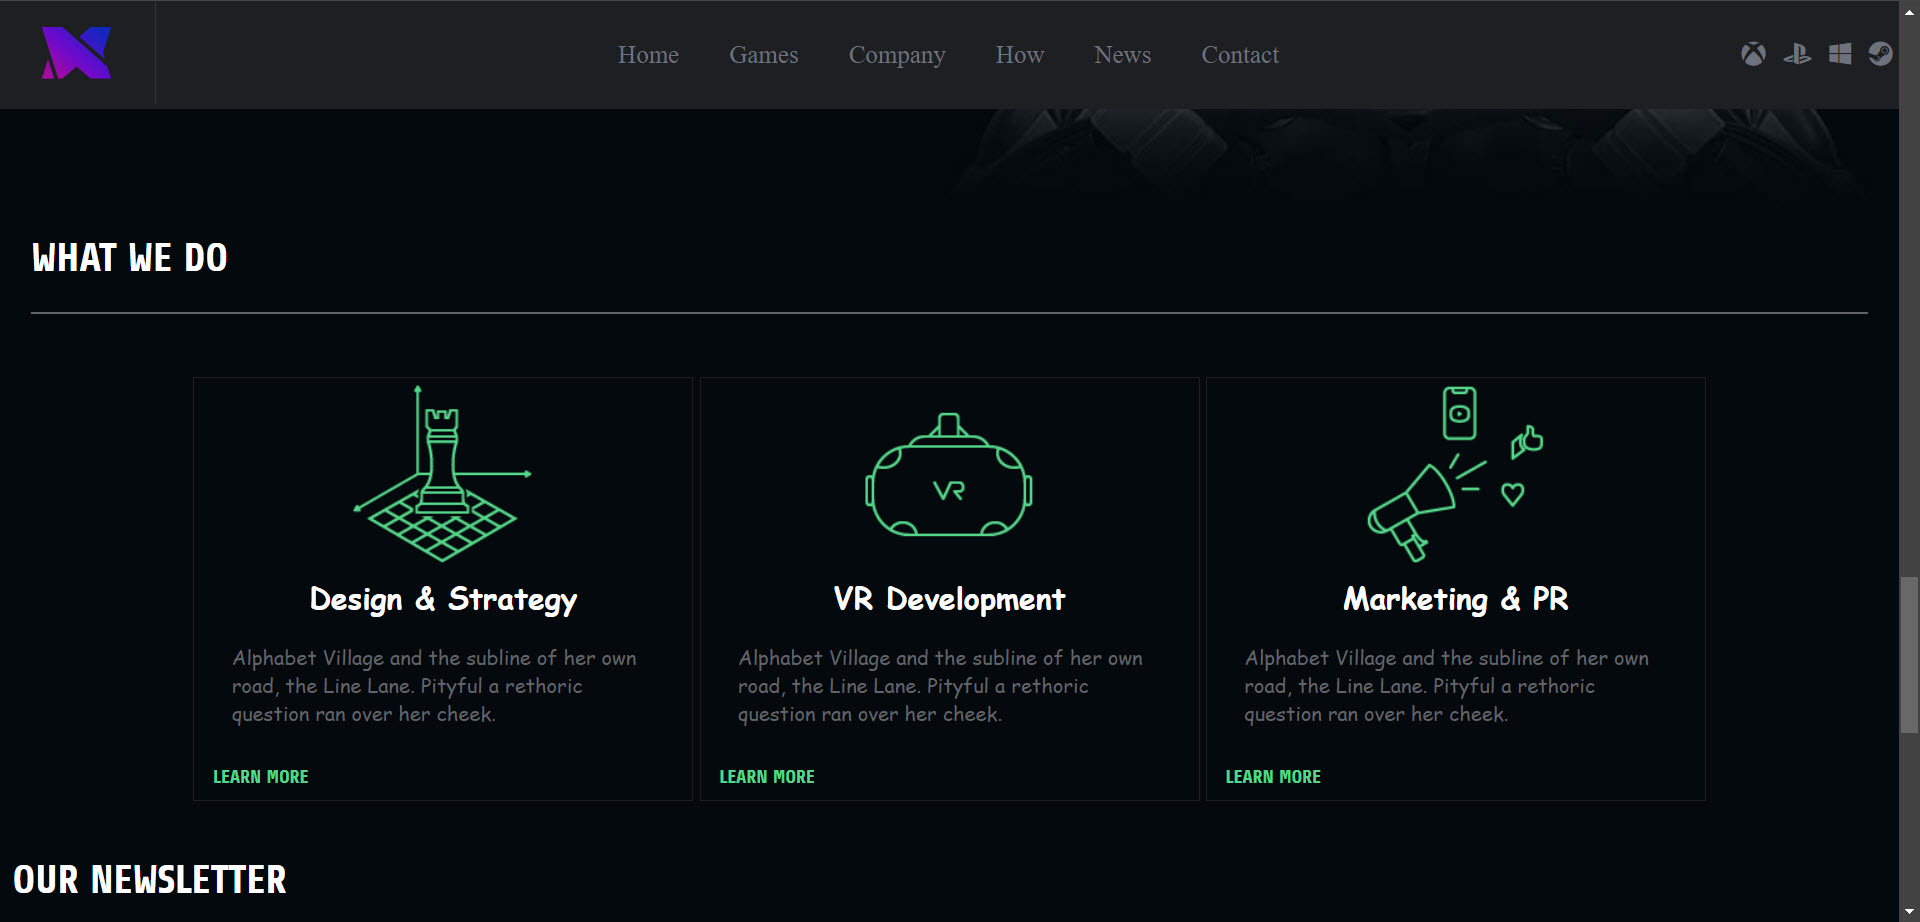 Home Games Company How News Contact
WHAT WE DO
VR
Design & Strategy
Alphabet Village and the subline of her own
road, the Line Lane. Pityful a rethoric
question ran over her cheek.
LEARN MORE
VR Development
Alphabet Village and the subline of her own
road, the Line Lane. Pityful a rethoric
question ran over her cheek.
LEARN MORE
Marketing & PR
Alphabet Village and the subline of her own
road, the Line Lane. Pityful a rethoric
question ran over her cheek.
LEARN MORE
OUR NEWSLETTER